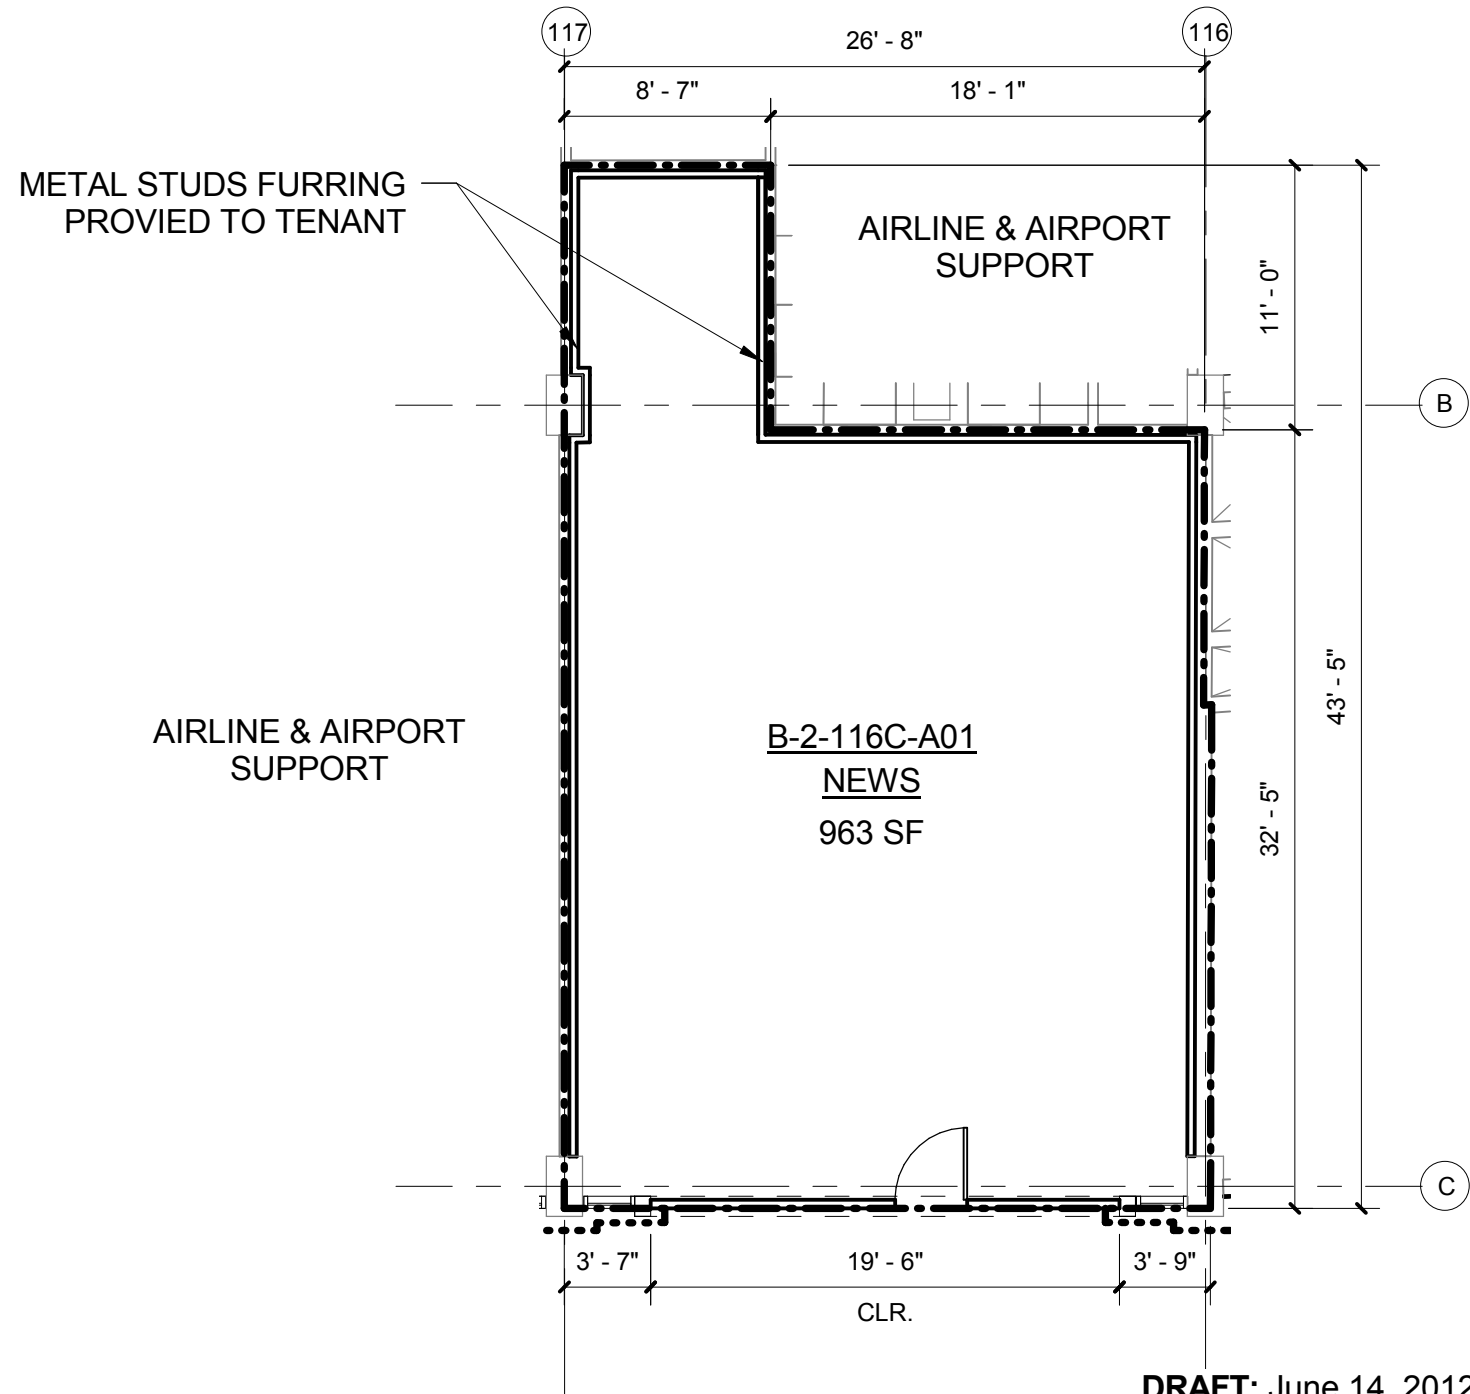 117
116
26' - 8"
8' - 7"
18' - 1"
METAL STUDS FURRING
PROVIED TO TENANT
AIRLINE & AIRPORT
SUPPORT
11' - 0"
B
43' - 5"
AIRLINE & AIRPORT
SUPPORT
B-2-116C-A01
NEWS
963 SF
32' - 5"
C
3' - 7"
19' - 6"
3' - 9"
CLR.
DRAFT: June 14, 2012